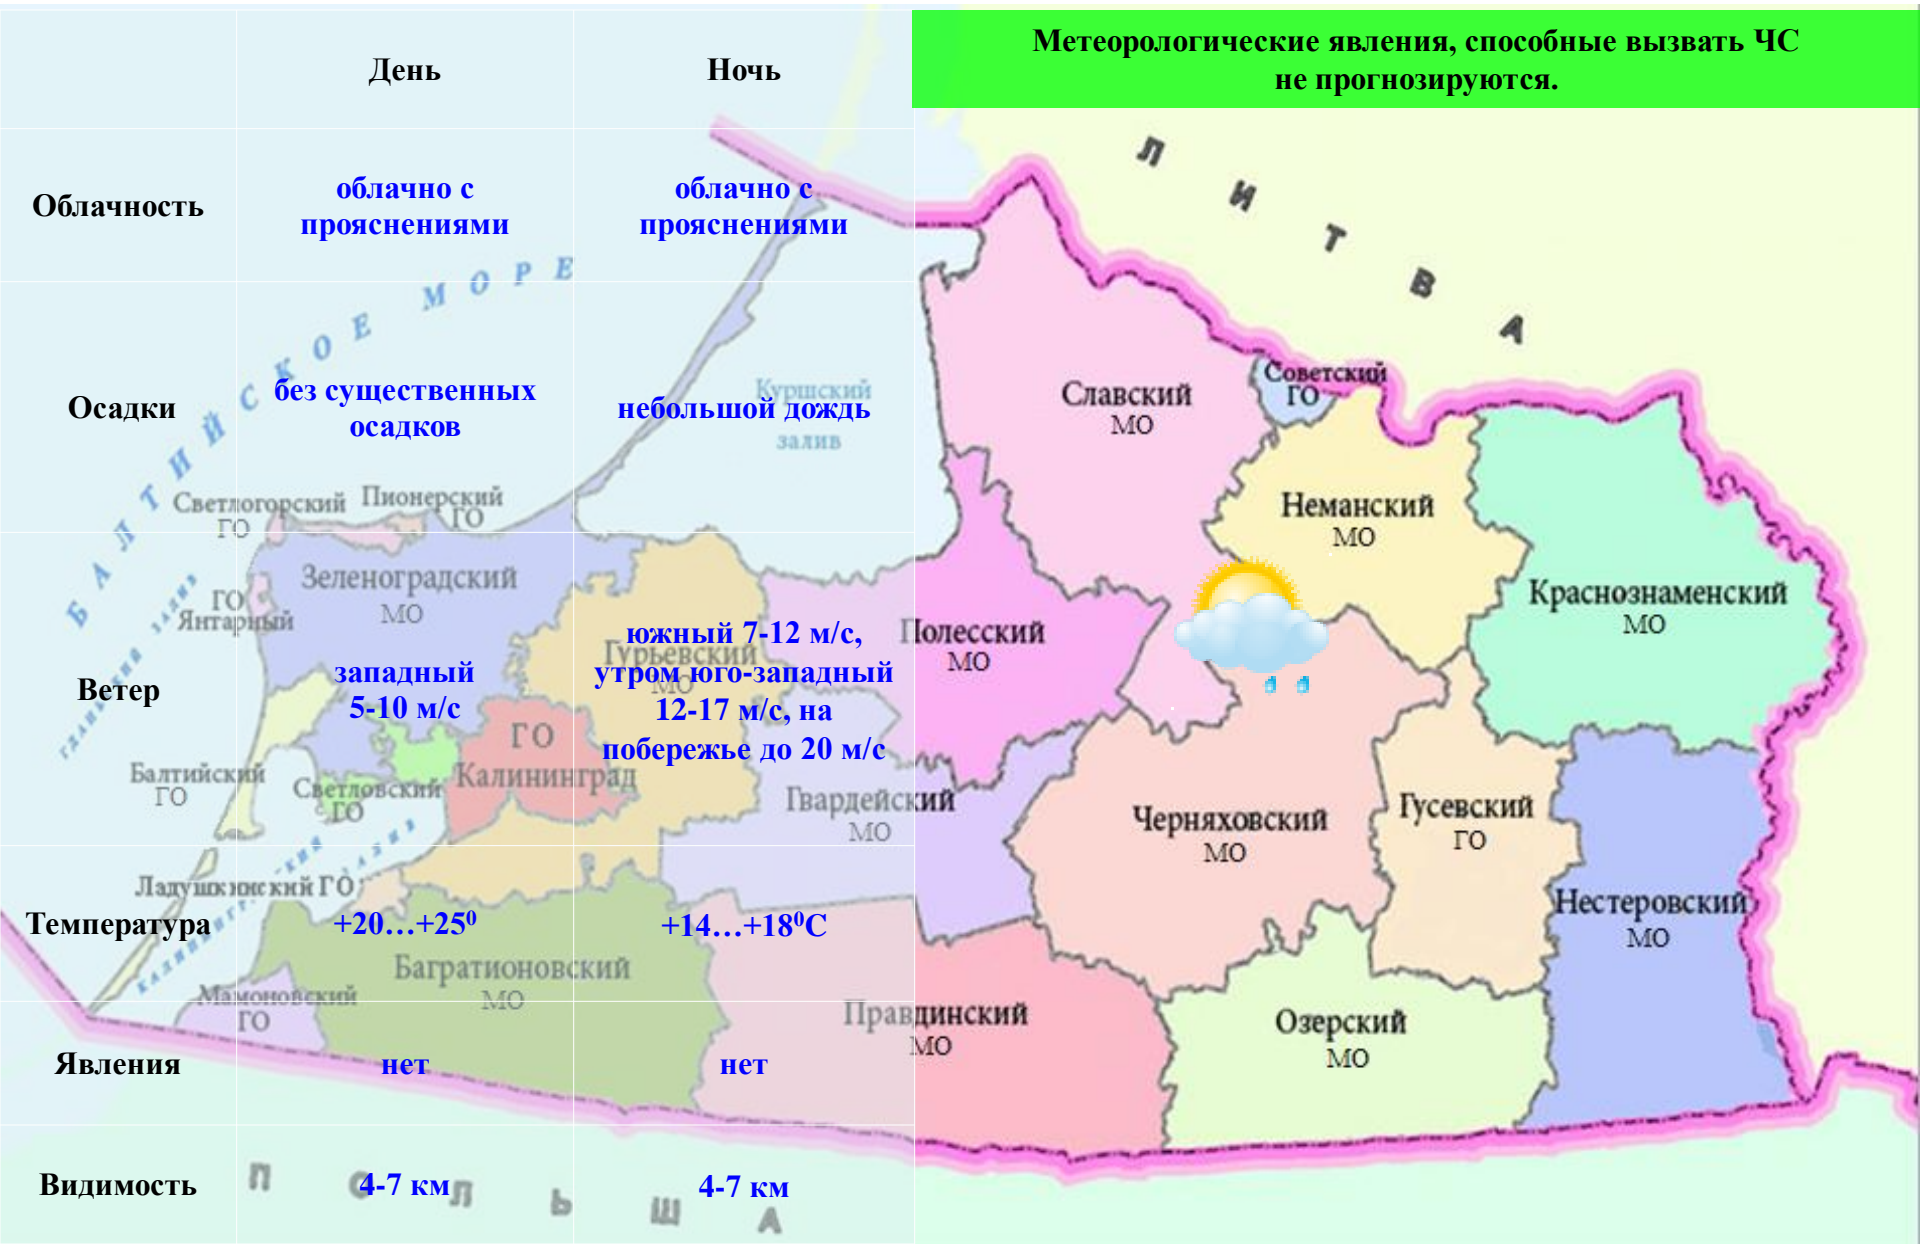 День
Ночь
Метеорологические явления, способные вызвать ЧС
не прогнозируются.
Облачность
облачно с
прояснениями
облачно с
прояснениями
Осадки
без существенных
осадков
небольшой дождь
Ветер
западный
5-10 м/с
южный 7-12 м/с,
утром юго-западный
12-17 м/с, на
побережье до 20 м/с
Температура
+20…+25⁰
+14…+18⁰С
Явления
нет
нет
Видимость
4-7 км
4-7 км
БАЛТИЙСКОЕ МОРЕ
ЛИТВА
ПОЛЬША
Куршский
залив
Светлогорский
ГО
Пионерский
ГО
Зеленоградский
МО
ГО
Янтарный
Гурьевский
МО
ГО
Калининград
Балтийский
ГО
Светловский
ГО
Ладушкинский ГО
Мамоновский
ГО
Багратионовский
МО
Гвардейский
МО
Полесский
МО
Правдинский
МО
Славский
МО
Советский
ГО
Неманский
МО
Краснознаменский
МО
Черняховский
МО
Гусевский
ГО
Нестеровский
МО
Озерский
МО